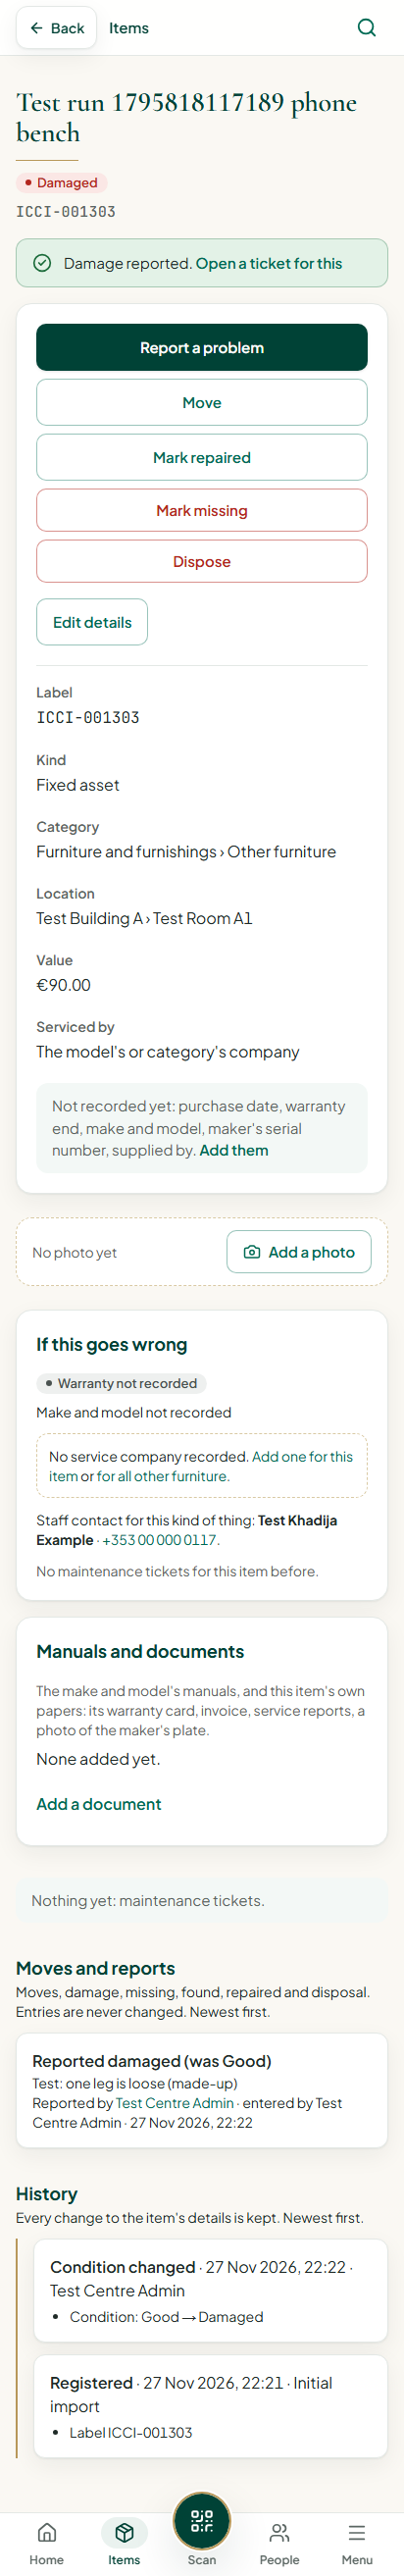 Back Items
Test run 1795818117189 phone
bench
Damaged
ICCI-001303
Damage reported. Open a ticket for this
Report a problem
Move
Mark repaired
Mark missing
Dispose
Edit details
Label
ICCI-001303
Kind
Fixed asset
Category
Furniture and furnishings › Other furniture
Location
Test Building A › Test Room A1
Value
€90.00
Serviced by
The model's or category's company
Not recorded yet: purchase date, warranty
end, make and model, maker's serial
number, supplied by. Add them
No photo yet
Add a photo
If this goes wrong
Warranty not recorded
Make and model not recorded
No service company recorded. Add one for this
item or for all other furniture.
Staff contact for this kind of thing: Test Khadija
Example · +353 00 000 0117.
No maintenance tickets for this item before.
Manuals and documents
The make and model's manuals, and this item's own
papers: its warranty card, invoice, service reports, a
photo of the maker's plate.
None added yet.
Add a document
Nothing yet: maintenance tickets.
Moves and reports
Moves, damage, missing, found, repaired and disposal.
Entries are never changed. Newest first.
Reported damaged (was Good)
Test: one leg is loose (made-up)
Reported by Test Centre Admin · entered by Test
Centre Admin · 27 Nov 2026, 22:22
History
Every change to the item's details is kept. Newest first.
Condition changed · 27 Nov 2026, 22:22 ·
Test Centre Admin
• Condition: Good → Damaged
Registered · 27 Nov 2026, 22:21 · Initial
import
• Label ICCI-001303
Home Items Scan People Menu